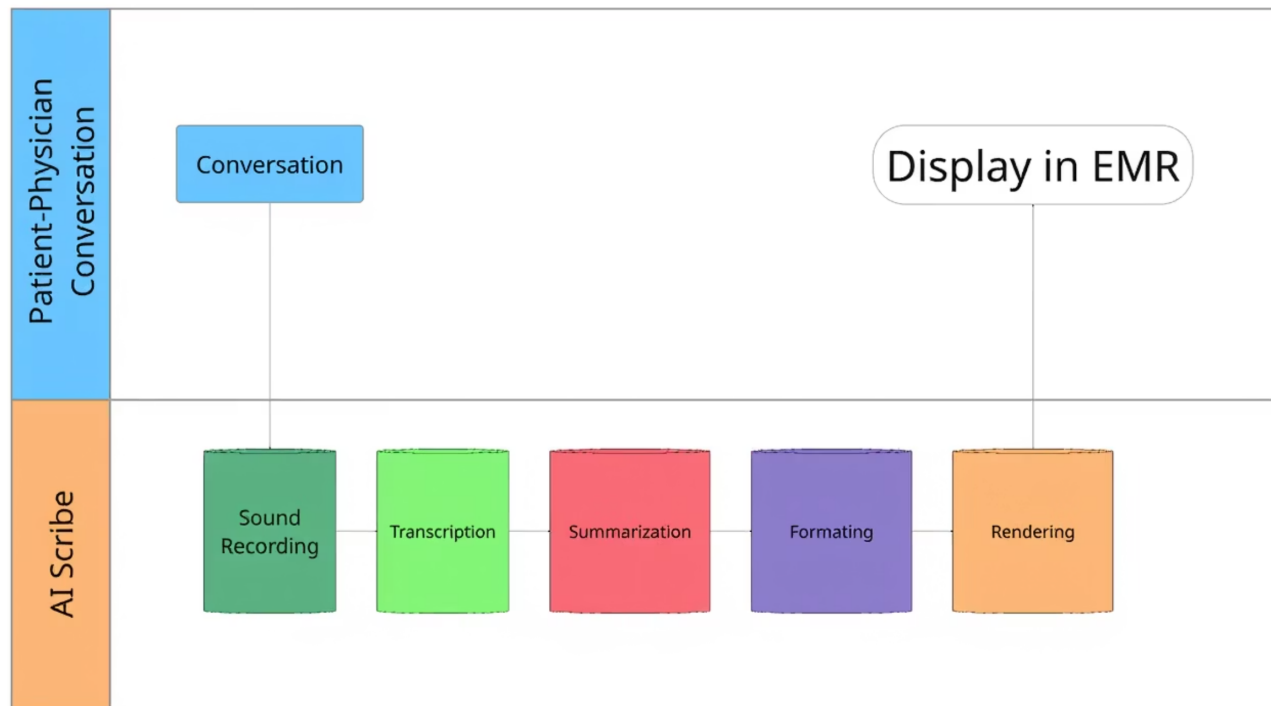 Patient-Physician
Conversation
Conversation
Display in EMR
AI Scribe
Sound
Recording
Transcription
Summarization
Formating
Rendering